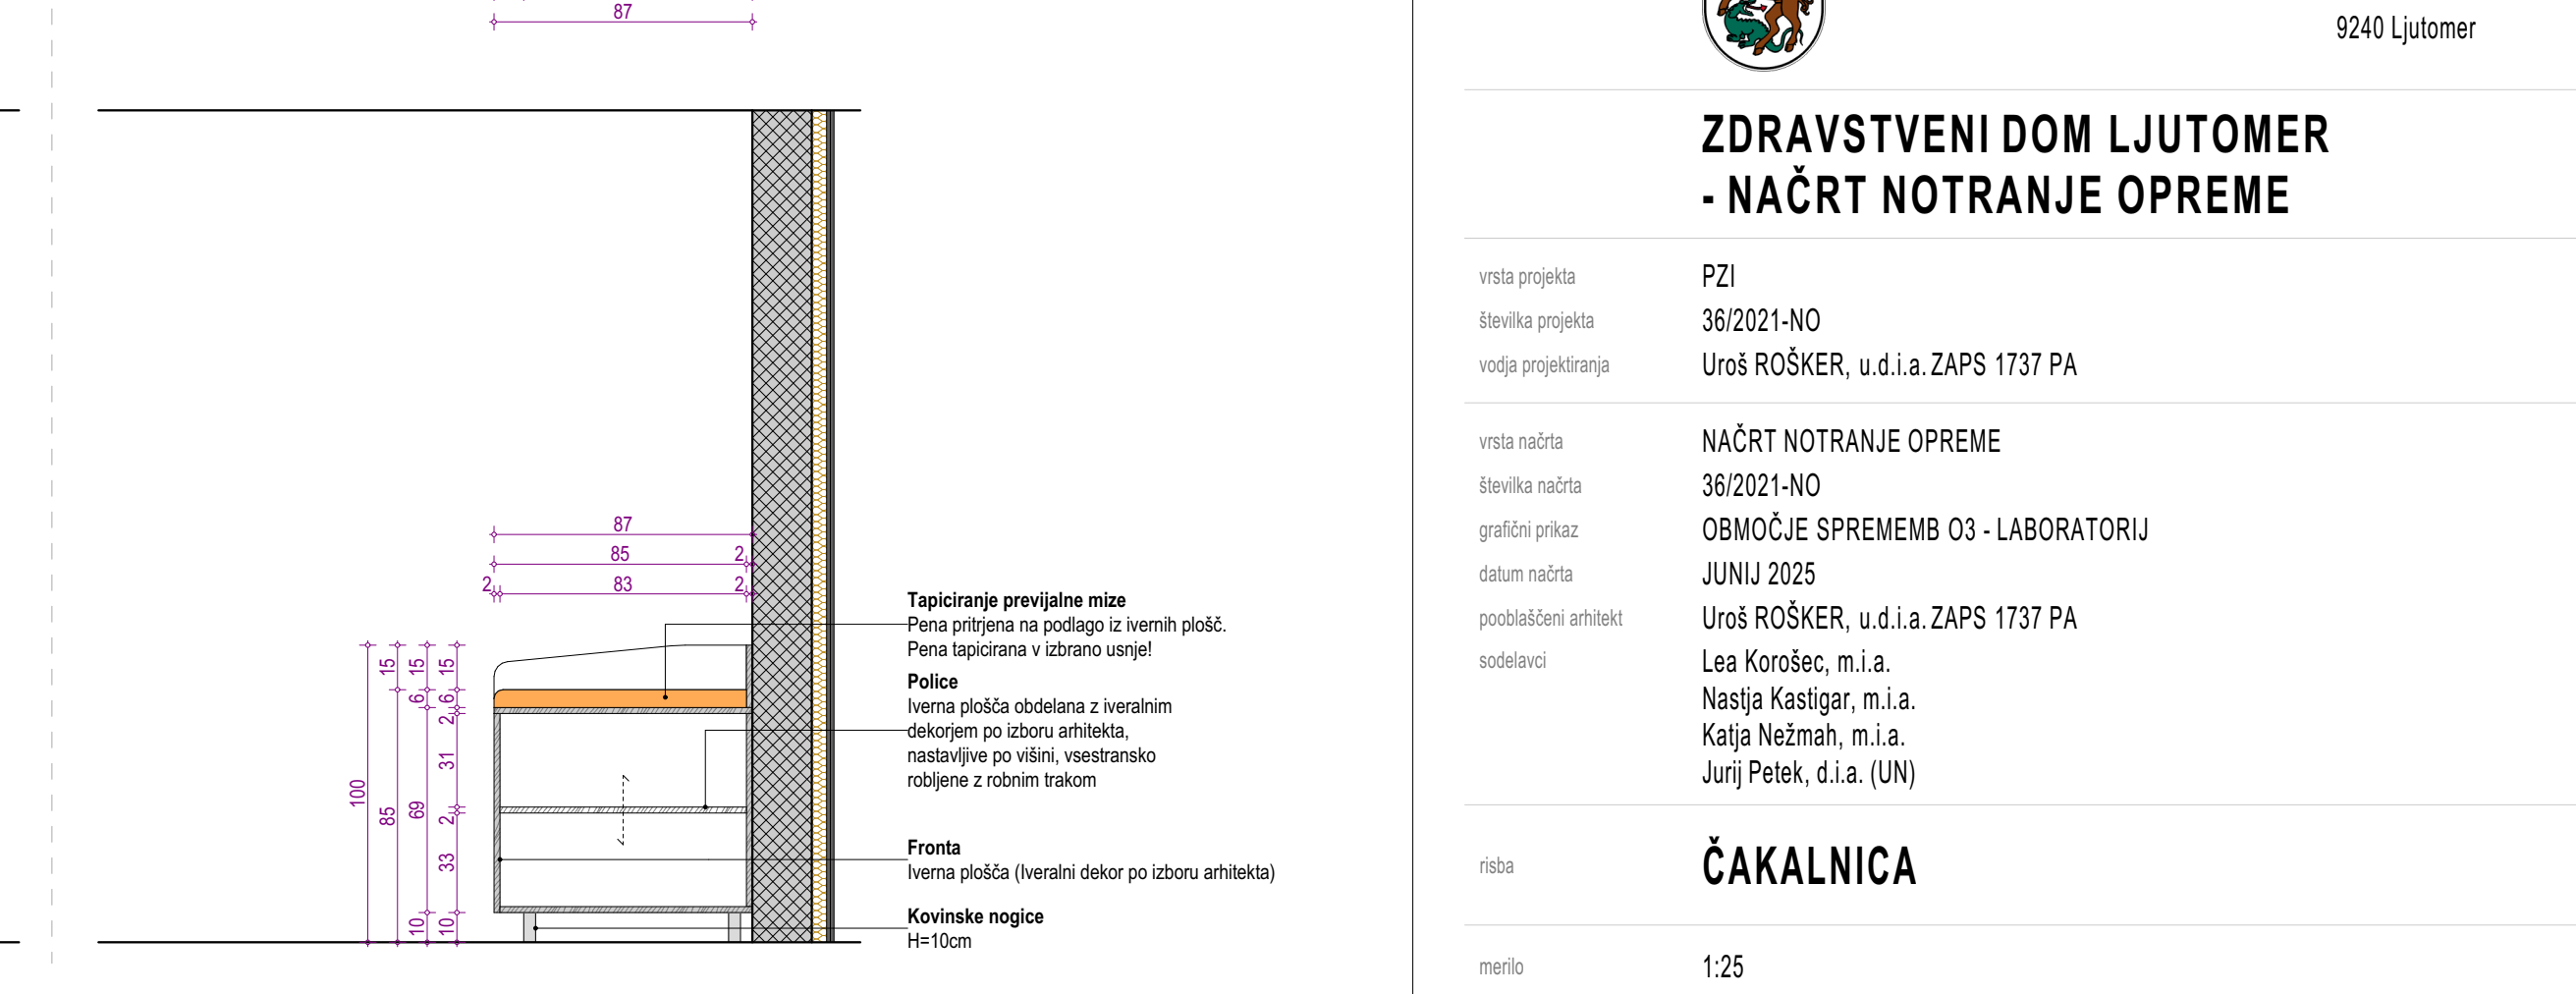 87
9240 Ljutomer
ZDRAVSTVENI DOM LJUTOMER
- NAČRT NOTRANJE OPREME
vrsta projekta PZI
številka projekta 36/2021-NO
vodja projektiranja Uroš ROŠKER, u.d.i.a. ZAPS 1737 PA
vrsta načrta NAČRT NOTRANJE OPREME
številka načrta 36/2021-NO
grafični prikaz OBMOČJE SPREMEMB O3 - LABORATORIJ
datum načrta JUNIJ 2025
pooblaščeni arhitekt Uroš ROŠKER, u.d.i.a. ZAPS 1737 PA
sodelavci Lea Korošec, m.i.a.
Nastja Kastigar, m.i.a.
Katja Nežmah, m.i.a.
Jurij Petek, d.i.a. (UN)
risba ČAKALNICA
merilo 1:25
87
85 2
2 83 2
100
15 85
15 6 69 10
15 6 2 31 2 33 10
Tapiciranje previjalne mize
Pena pritrjena na podlago iz ivernih plošč.
Pena tapicirana v izbrano usnje!
Police
Iverna plošča obdelana z iveralnim
dekorjem po izboru arhitekta,
nastavljive po višini, vsestransko
robljene z robnim trakom
Fronta
Iverna plošča (Iveralni dekor po izboru arhitekta)
Kovinske nogice
H=10cm